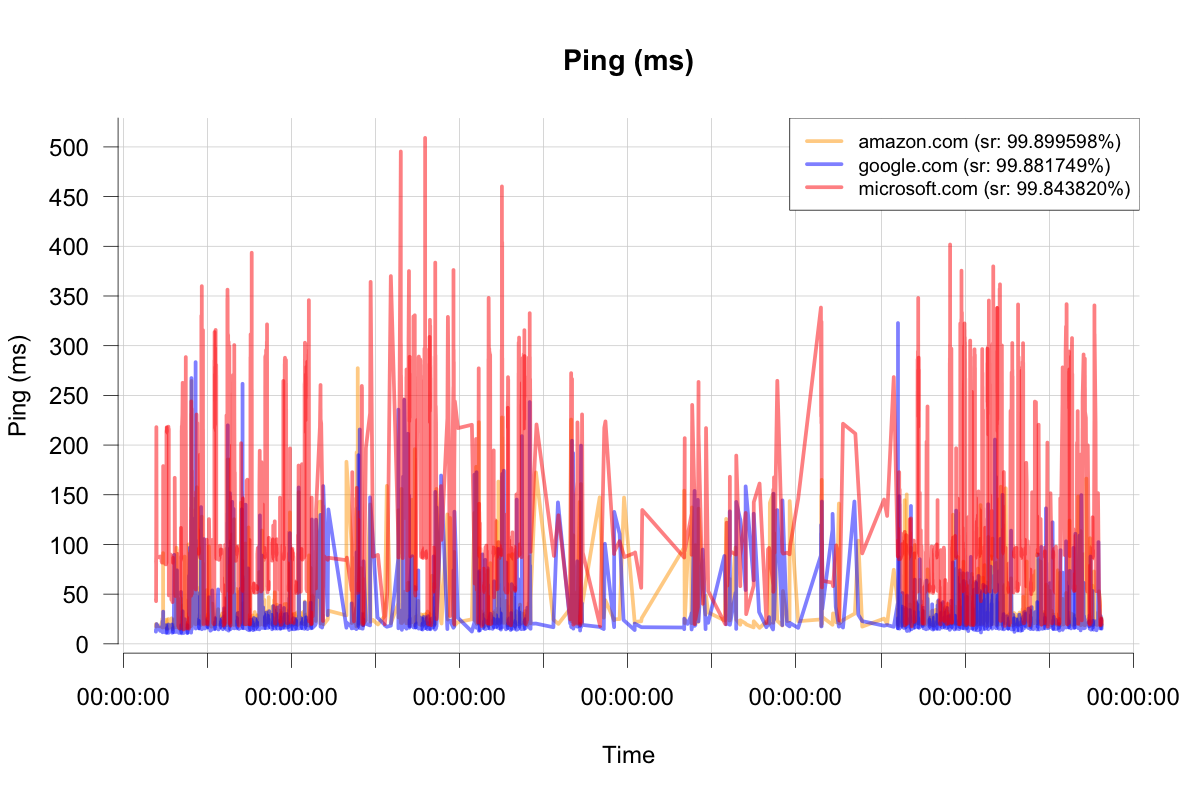 Ping (ms)
amazon.com (sr: 99.899598%)
google.com (sr: 99.881749%)
microsoft.com (sr: 99.843820%)
500
450
400
350
300
250
200
150
100
50
0
Ping (ms)
00:00:00 00:00:00 00:00:00 00:00:00 00:00:00 00:00:00 00:00:00
Time